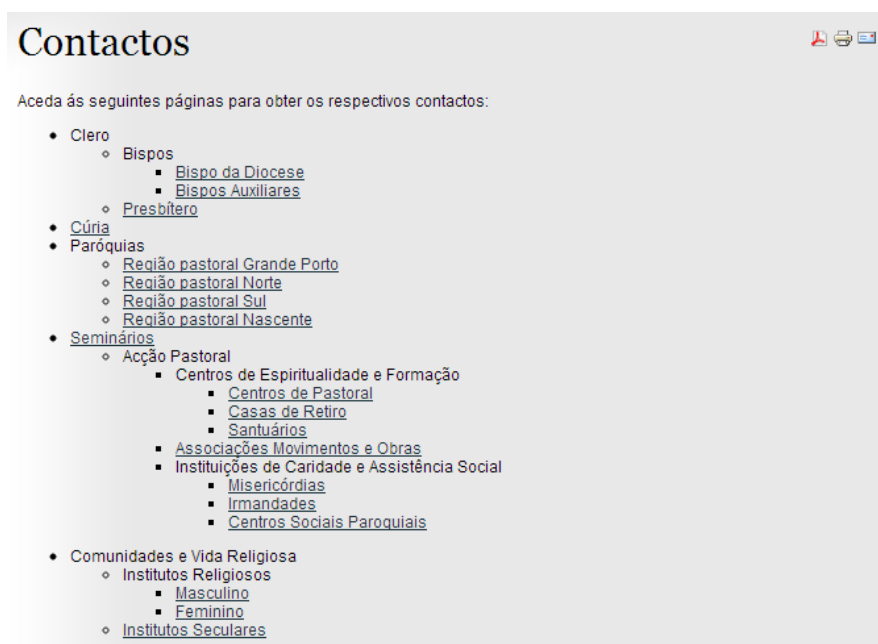 Contactos
Aceda ás seguintes páginas para obter os respectivos contactos:
Clero
Bispos
Bispo da Diocese
Bispos Auxiliares
Presbítero
Cúria
Paróquias
Região pastoral Grande Porto
Região pastoral Norte
Região pastoral Sul
Região pastoral Nascente
Seminários
Acção Pastoral
Centros de Espiritualidade e Formação
Centros de Pastoral
Casas de Retiro
Santuários
Associações Movimentos e Obras
Instituições de Caridade e Assistência Social
Misericórdias
Irmandades
Centros Sociais Paroquiais
Comunidades e Vida Religiosa
Institutos Religiosos
Masculino
Feminino
Institutos Seculares